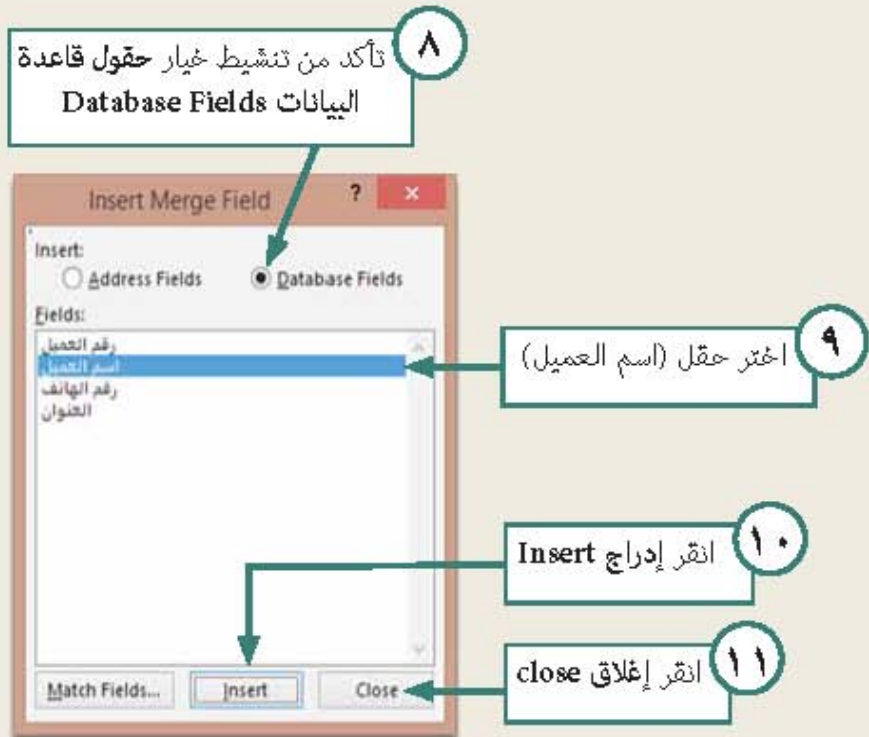 ٨
تأكد من تنشيط خيار حقول قاعدة
البيانات Database Fields
Insert Merge Field ? ×
Insert:
Address Fields Database Fields
Fields:
رقم العميل
اسم العميل
رقم الهاتف
العنوان
٩
اختر حقل (اسم العميل)
١٠
انقر إدراج Insert
١١
انقر إغلاق close
Match Fields... Insert Close